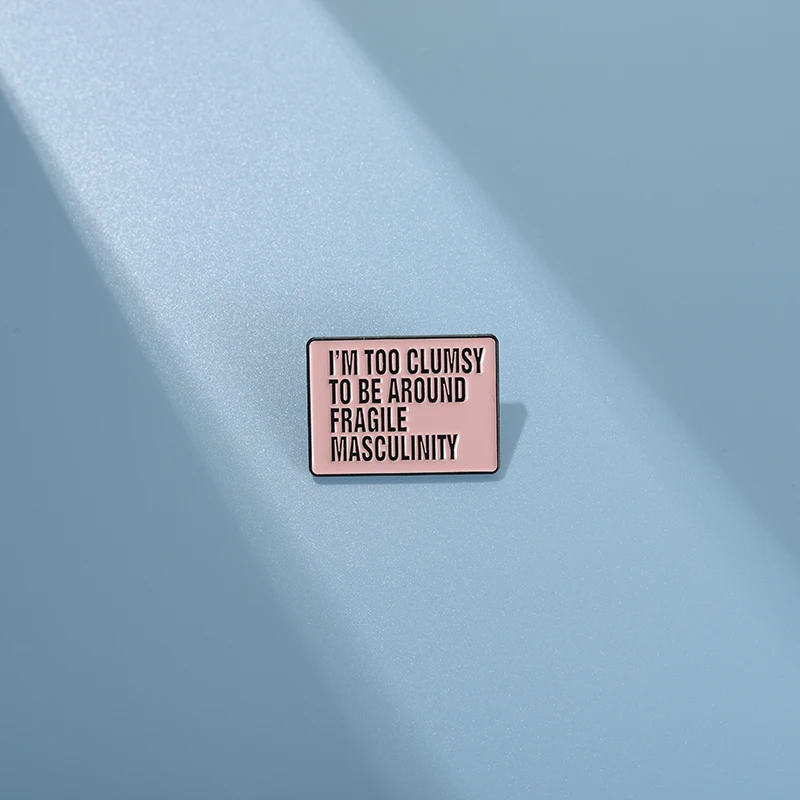 I'M TOO CLUMSY
TO BE AROUND
FRAGILE
MASCULINITY